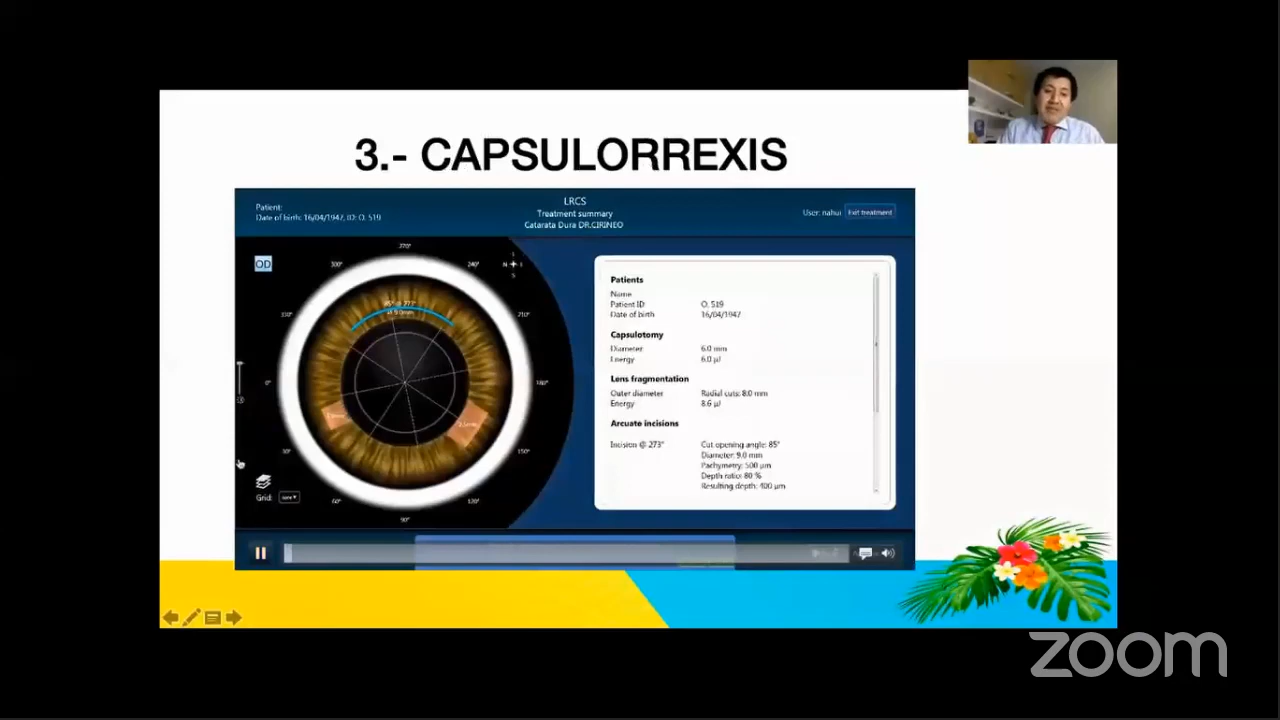 3.- CAPSULORREXIS
LRCS
Patient:
Treatment summary
User: nahui
Exit treatment
Date of birth: 16/04/1947, ID: O. 519
Catarata Dura DR.CIRINEO
OD
270°
300°
240°
N I
S
85° @ 273°
Ø 9.0mm
330°
210°
0°
180°
30°
150°
60°
120°
90°
Grid:
Patients
Name
Patient ID O. 519
Date of birth 16/04/1947
Capsulotomy
Diameter 6.0 mm
Energy 6.0 µJ
Lens fragmentation
Outer diameter Radial cuts: 8.0 mm
Energy 8.6 µJ
Arcuate incisions
Incision @ 273° Cut opening angle: 85°
Diameter: 9.0 mm
Pachymetry: 500 µm
Depth ratio: 80 %
Resulting depth: 400 µm
zoom